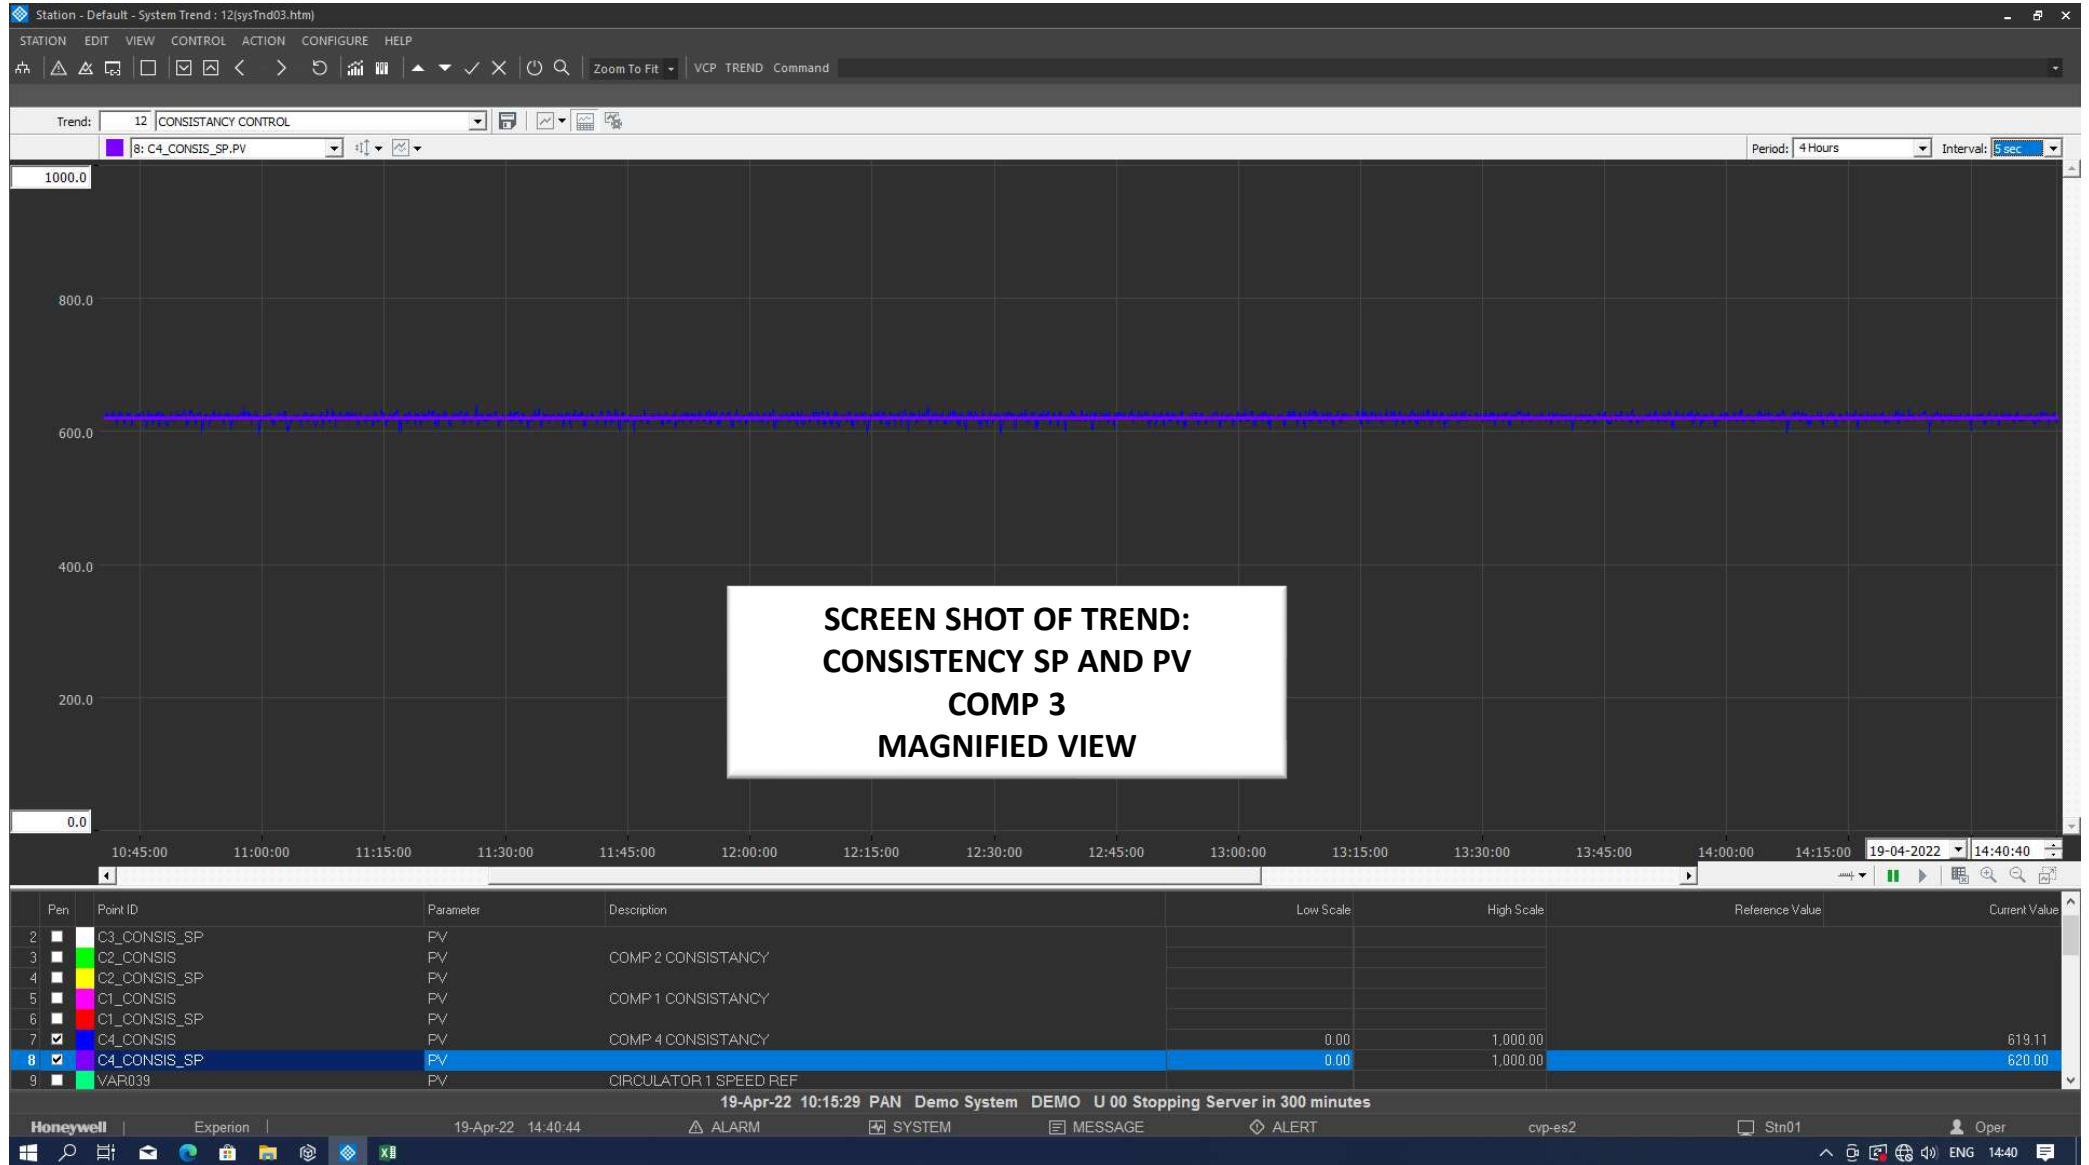 Station - Default - System Trend : 12(sysTnd03.htm)
STATION EDIT VIEW CONTROL ACTION CONFIGURE HELP
Zoom To Fit VCP TREND Command
Trend: 12 CONSISTANCY CONTROL
8: C4_CONSIS_SP.PV Period: 4 Hours Interval: 5 sec
1000.0
800.0
600.0
400.0
SCREEN SHOT OF TREND:
CONSISTENCY SP AND PV
COMP 3
MAGNIFIED VIEW
200.0
0.0
10:45:00 11:00:00 11:15:00 11:30:00 11:45:00 12:00:00 12:15:00 12:30:00 12:45:00 13:00:00 13:15:00 13:30:00 13:45:00 14:00:00 14:15:00 19-04-2022 14:40:40
Pen Point ID Parameter Description Low Scale High Scale Reference Value Current Value
2 C3_CONSIS_SP PV
3 C2_CONSIS PV COMP 2 CONSISTANCY
4 C2_CONSIS_SP PV
5 C1_CONSIS PV COMP 1 CONSISTANCY
6 C1_CONSIS_SP PV
7 C4_CONSIS PV COMP 4 CONSISTANCY 0.00 1,000.00 619.11
8 C4_CONSIS_SP PV 0.00 1,000.00 620.00
9 VAR039 PV CIRCULATOR 1 SPEED REF
19-Apr-22 10:15:29 PAN Demo System DEMO U 00 Stopping Server in 300 minutes
Honeywell Experion 19-Apr-22 14:40:44 ALARM SYSTEM MESSAGE ALERT cvp-es2 Stn01 Oper
ENG 14:40